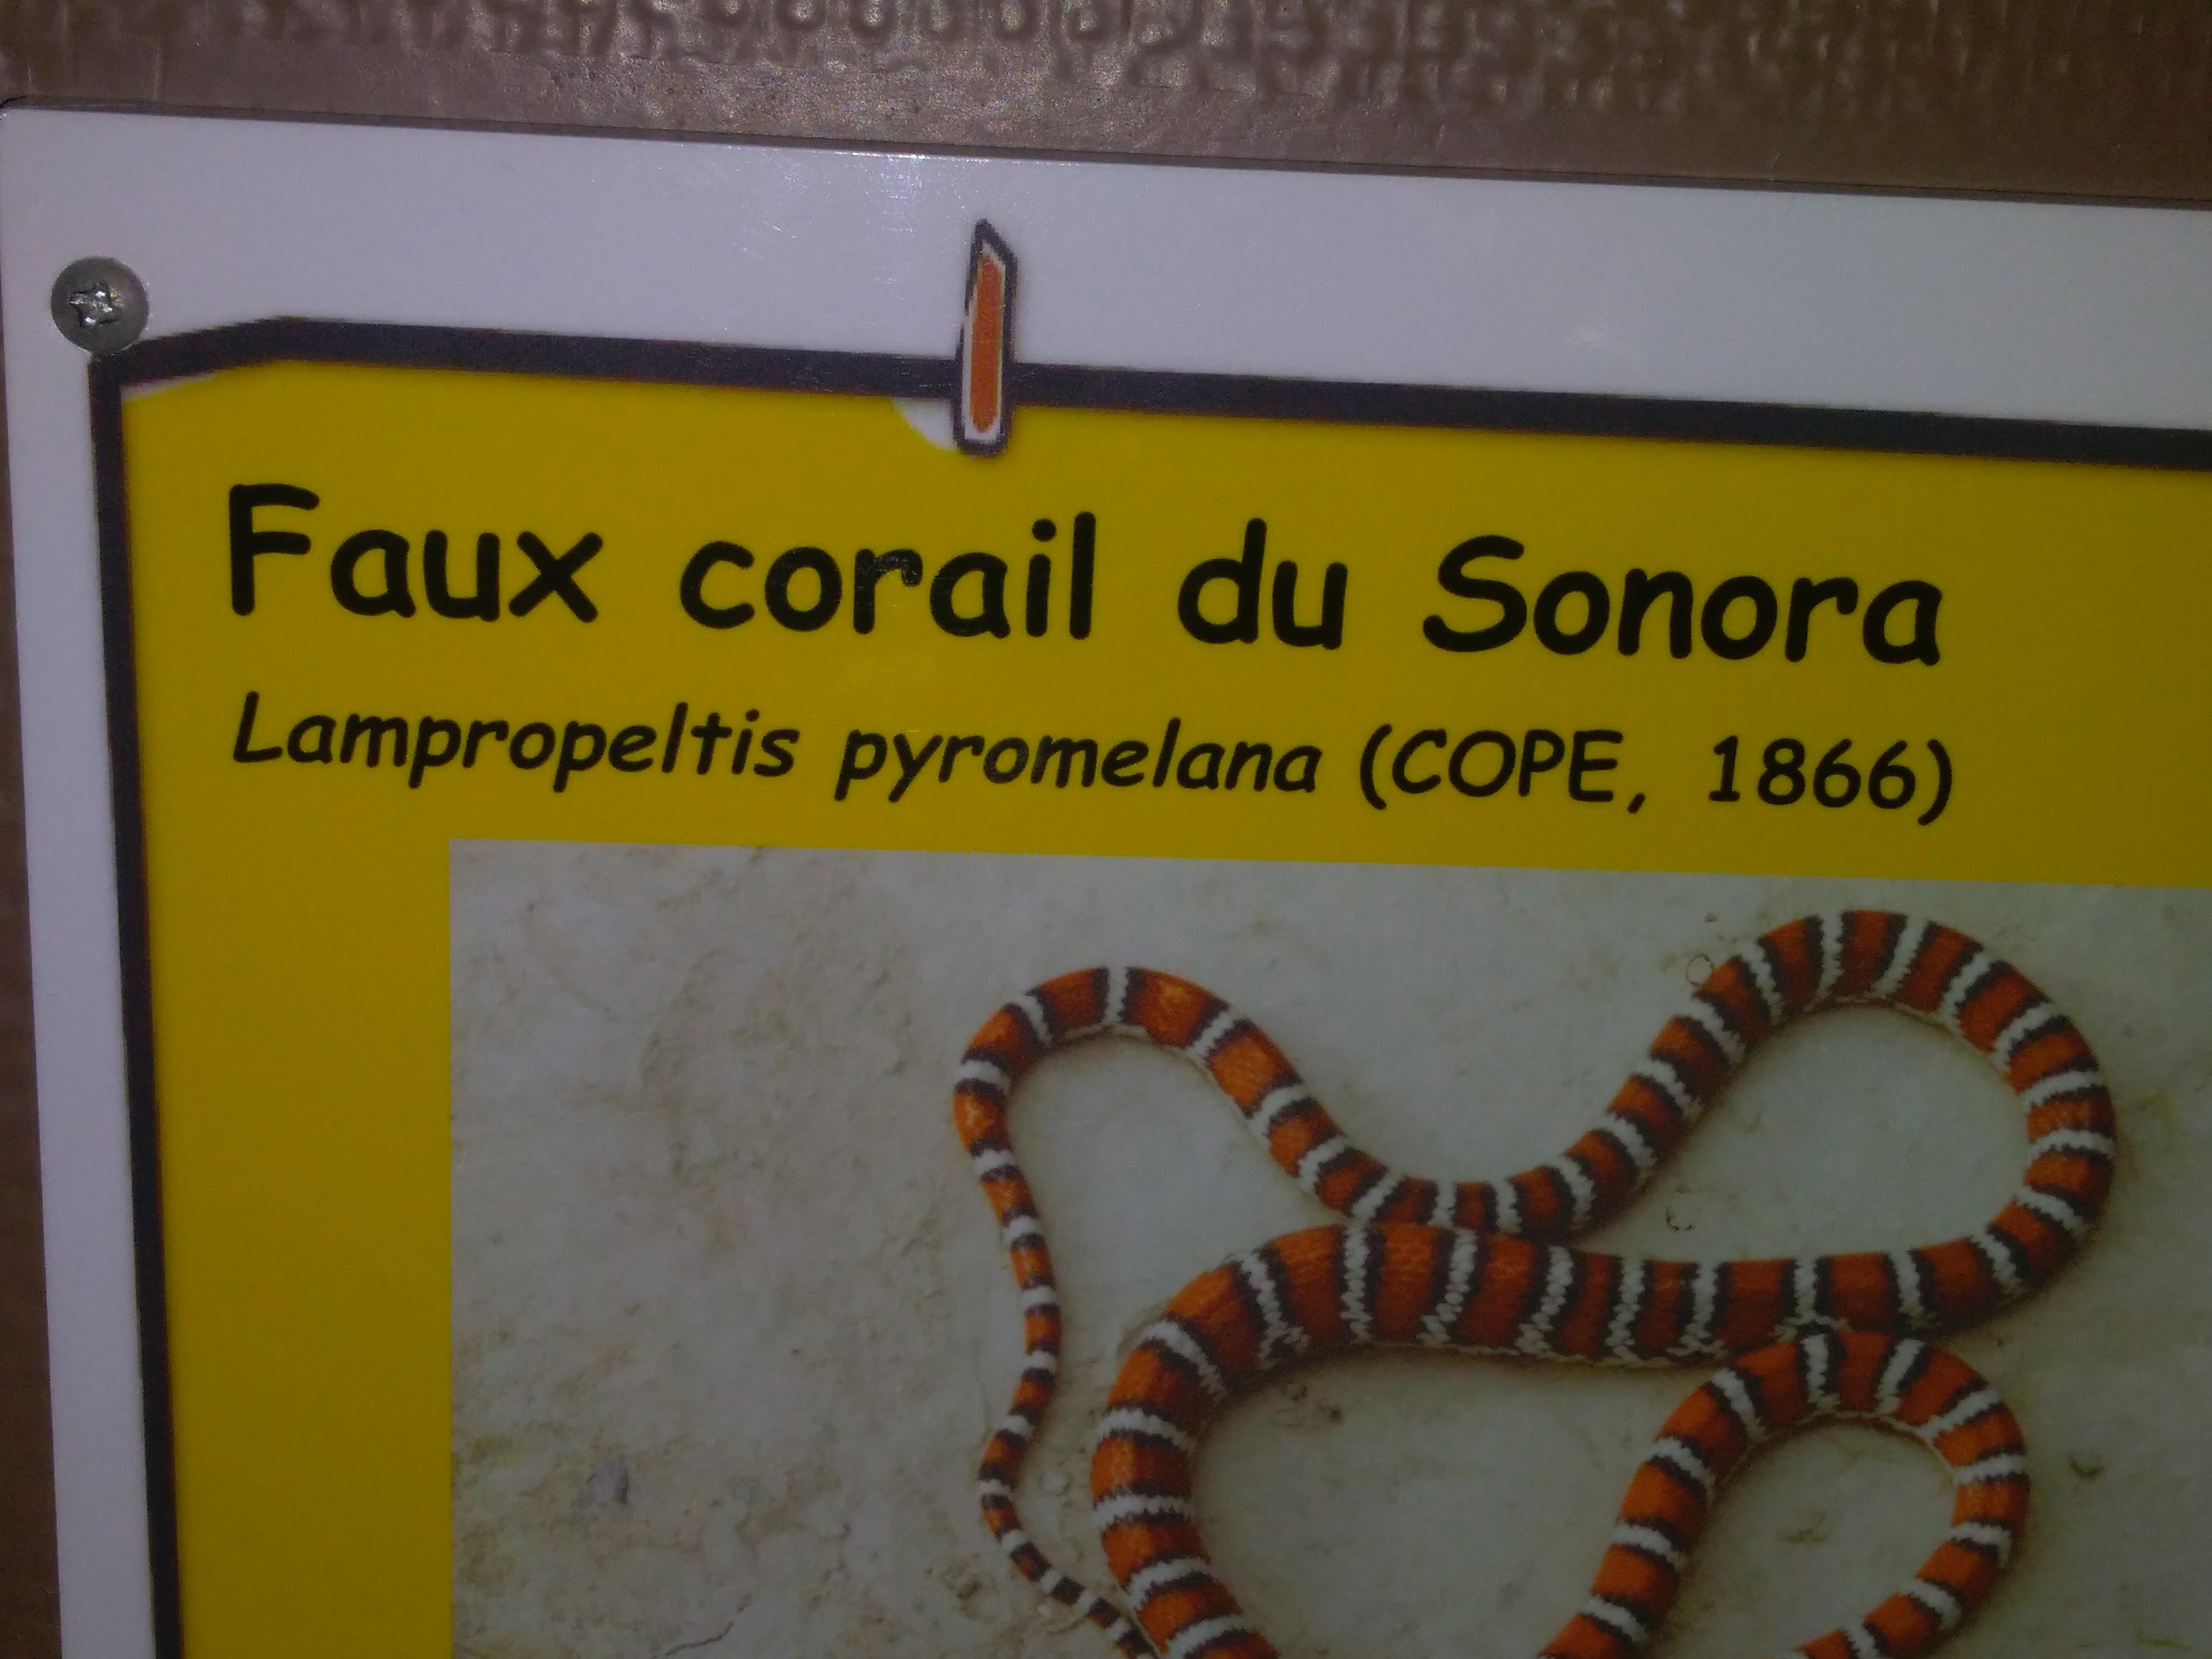 Faux corail du Sonora
Lampropeltis pyromelana (COPE, 1866)